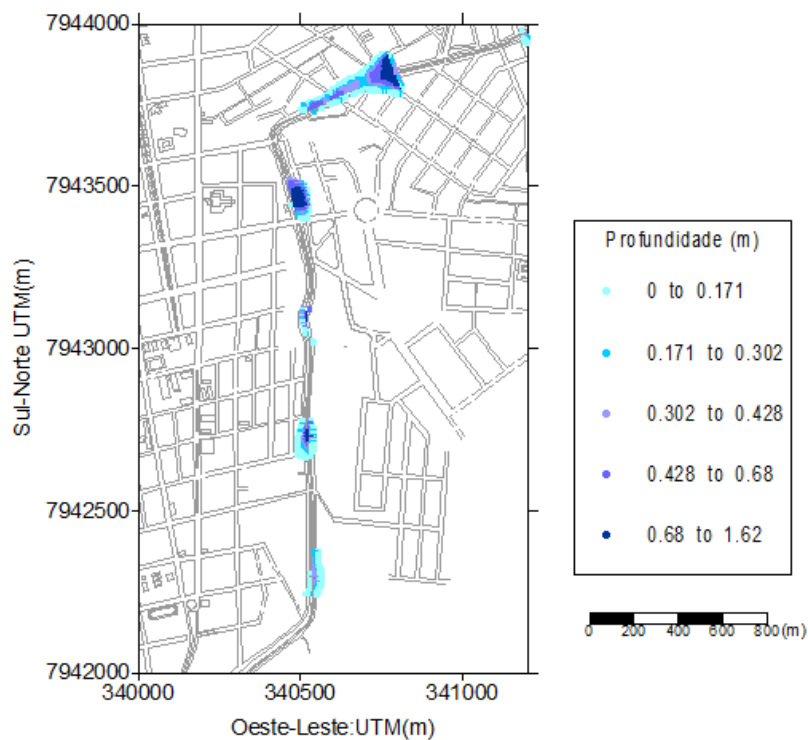 7944000
7943500
7943000
7942500
7942000
Sul-Norte UTM(m)
340000
340500
341000
Oeste-Leste:UTM(m)
Profundidade (m)
0 to 0.171
0.171 to 0.302
0.302 to 0.428
0.428 to 0.68
0.68 to 1.62
0 200 400 600 800(m)